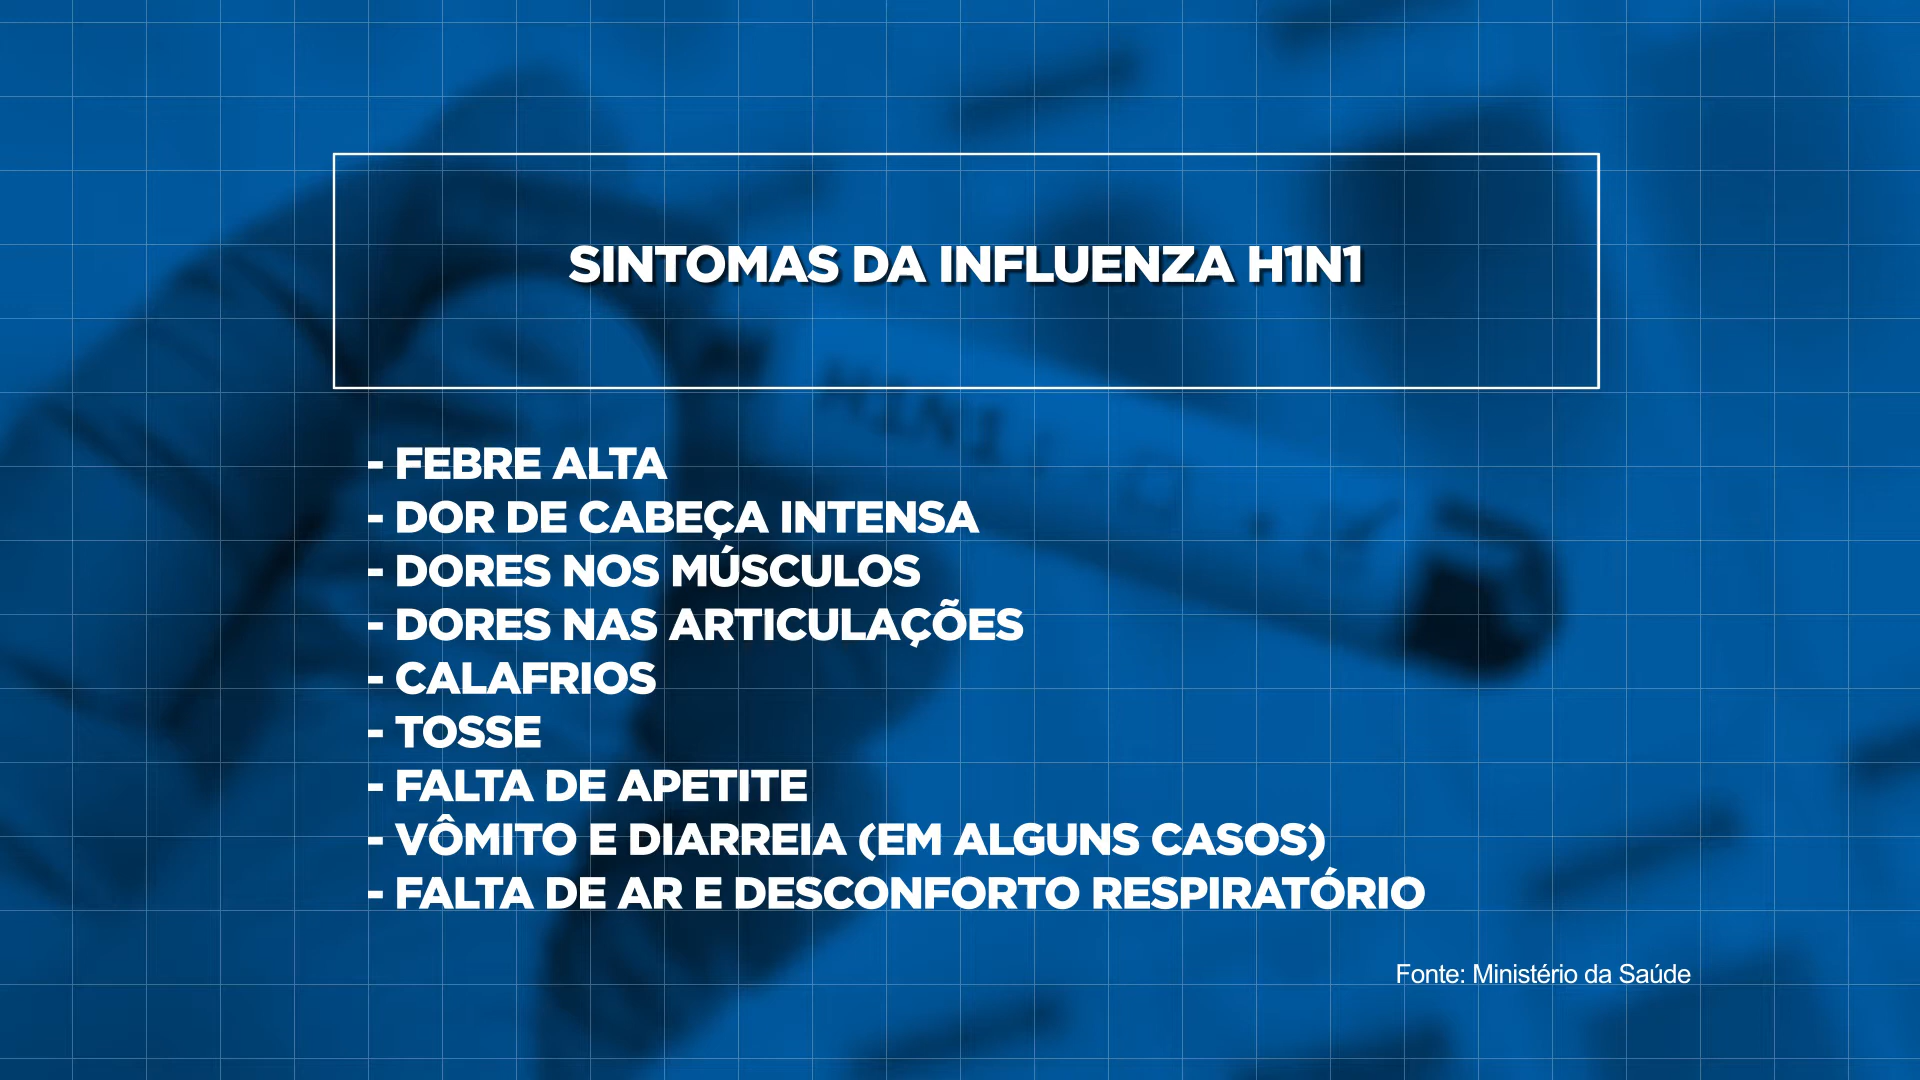 SINTOMAS DA INFLUENZA H1N1
- FEBRE ALTA
- DOR DE CABEÇA INTENSA
- DORES NOS MÚSCULOS
- DORES NAS ARTICULAÇÕES
- CALAFRIOS
- TOSSE
- FALTA DE APETITE
- VÔMITO E DIARREIA (EM ALGUNS CASOS)
- FALTA DE AR E DESCONFORTO RESPIRATÓRIO
Fonte: Ministério da Saúde
H1N1